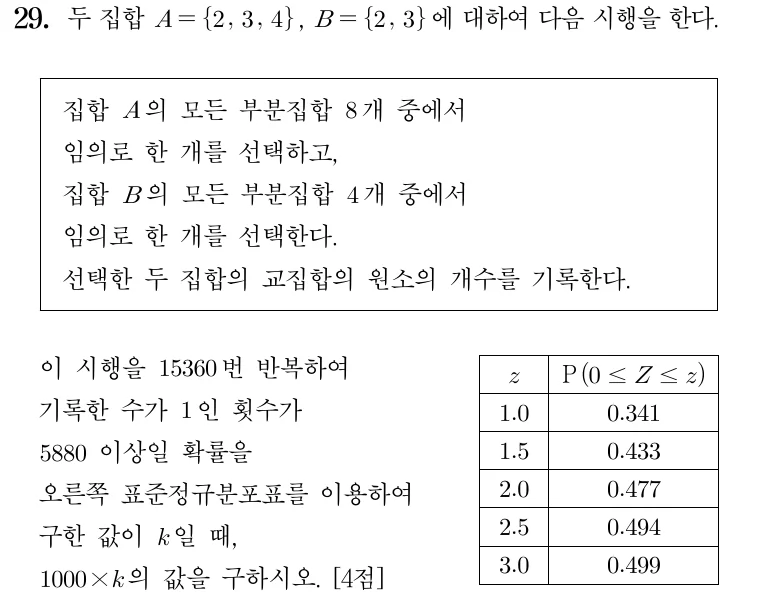 29. 두 집합 A={2, 3, 4}, B={2, 3}에 대하여 다음 시행을 한다.
집합 A의 모든 부분집합 8개 중에서
임의로 한 개를 선택하고,
집합 B의 모든 부분집합 4개 중에서
임의로 한 개를 선택한다.
선택한 두 집합의 교집합의 원소의 개수를 기록한다.
이 시행을 15360번 반복하여
기록한 수가 1인 횟수가
5880 이상일 확률을
오른쪽 표준정규분포표를 이용하여
구한 값이 k일 때,
1000×k의 값을 구하시오. [4점]
z P(0≤Z≤z)
1.0 0.341
1.5 0.433
2.0 0.477
2.5 0.494
3.0 0.499